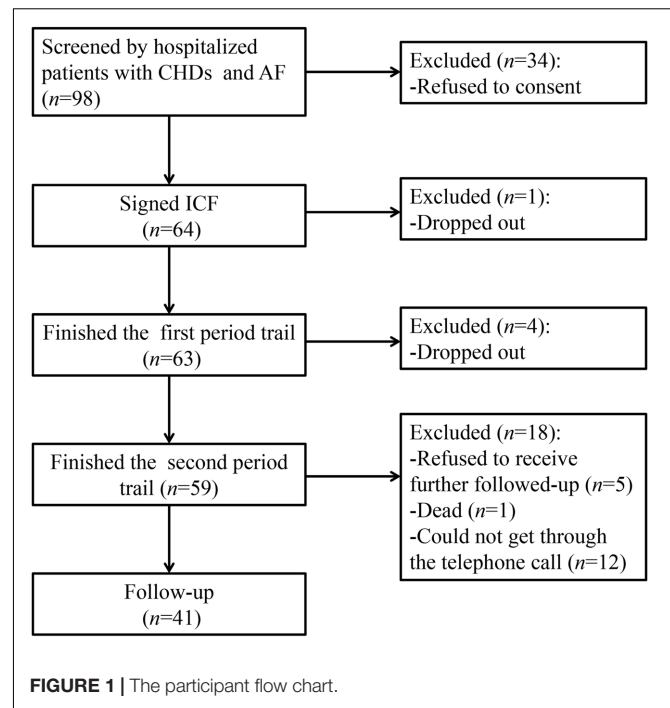 Screened by hospitalized
patients with CHDs and AF
(n=98)
Excluded (n=34):
-Refused to consent
Signed ICF
(n=64)
Excluded (n=1):
-Dropped out
Finished the first period trail
(n=63)
Excluded (n=4):
-Dropped out
Finished the second period
trail (n=59)
Excluded (n=18):
-Refused to receive
further followed-up (n=5)
-Dead (n=1)
-Could not get through
the telephone call (n=12)
Follow-up
(n=41)
FIGURE 1 | The participant flow chart.